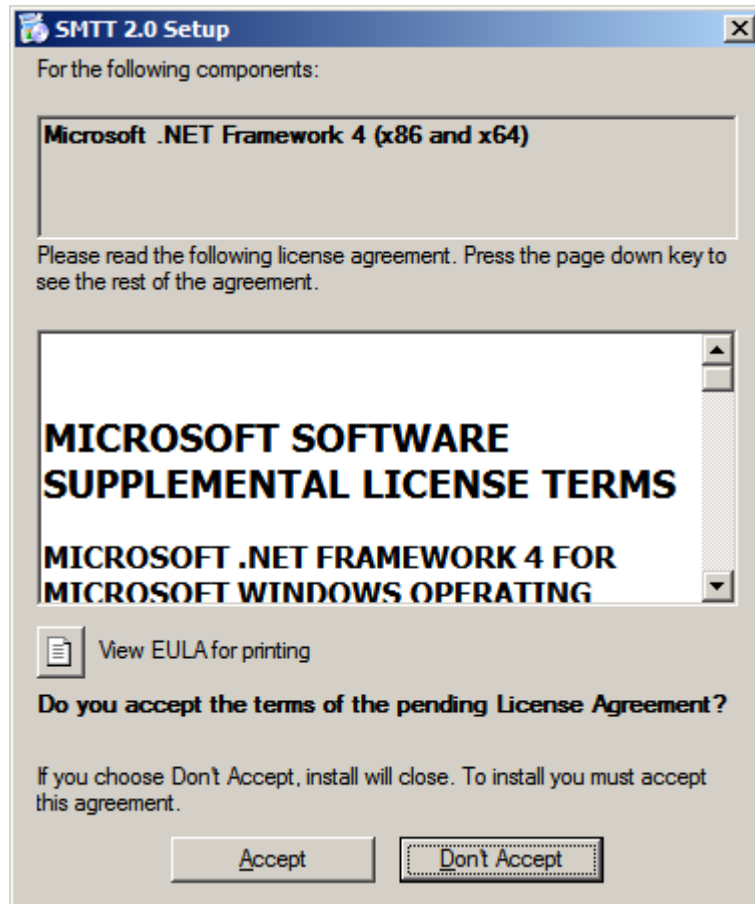 SMTT 2.0 Setup
For the following components:
Microsoft .NET Framework 4 (x86 and x64)
Please read the following license agreement. Press the page down key to
see the rest of the agreement.
MICROSOFT SOFTWARE
SUPPLEMENTAL LICENSE TERMS
MICROSOFT .NET FRAMEWORK 4 FOR
MICROSOFT WINDOWS OPERATING
View EULA for printing
Do you accept the terms of the pending License Agreement?
If you choose Don't Accept, install will close. To install you must accept
this agreement.
Accept Don't Accept